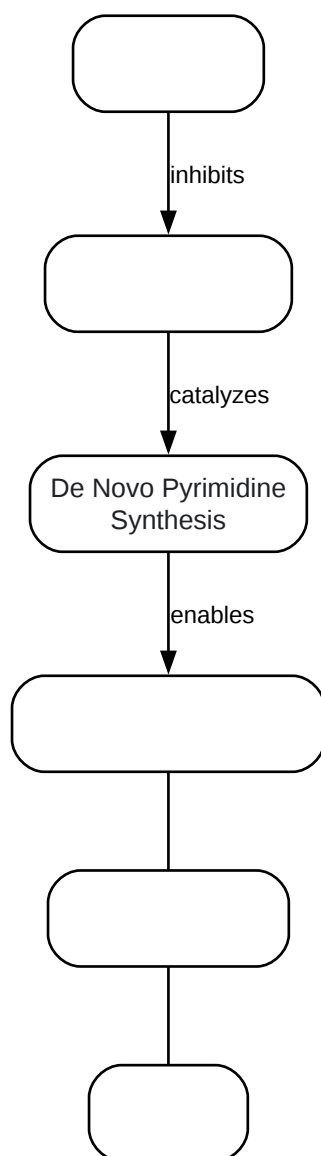 inhibits
catalyzes
De Novo Pyrimidine
Synthesis
enables